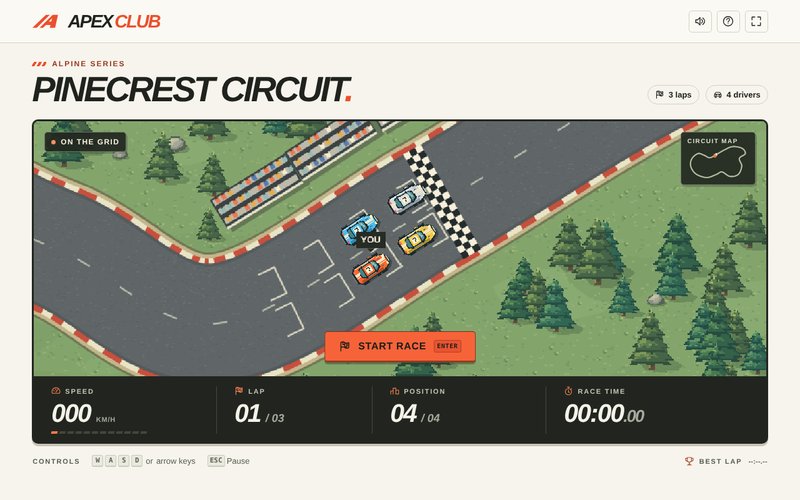 APEX CLUB
ALPINE SERIES
PINECREST CIRCUIT.
3 laps
4 drivers
ON THE GRID
CIRCUIT MAP
YOU
START RACE ENTER
SPEED
000 KM/H
LAP
01 / 03
POSITION
04 / 04
RACE TIME
00:00.00
CONTROLS W A S D or arrow keys ESC Pause
BEST LAP --:--.--